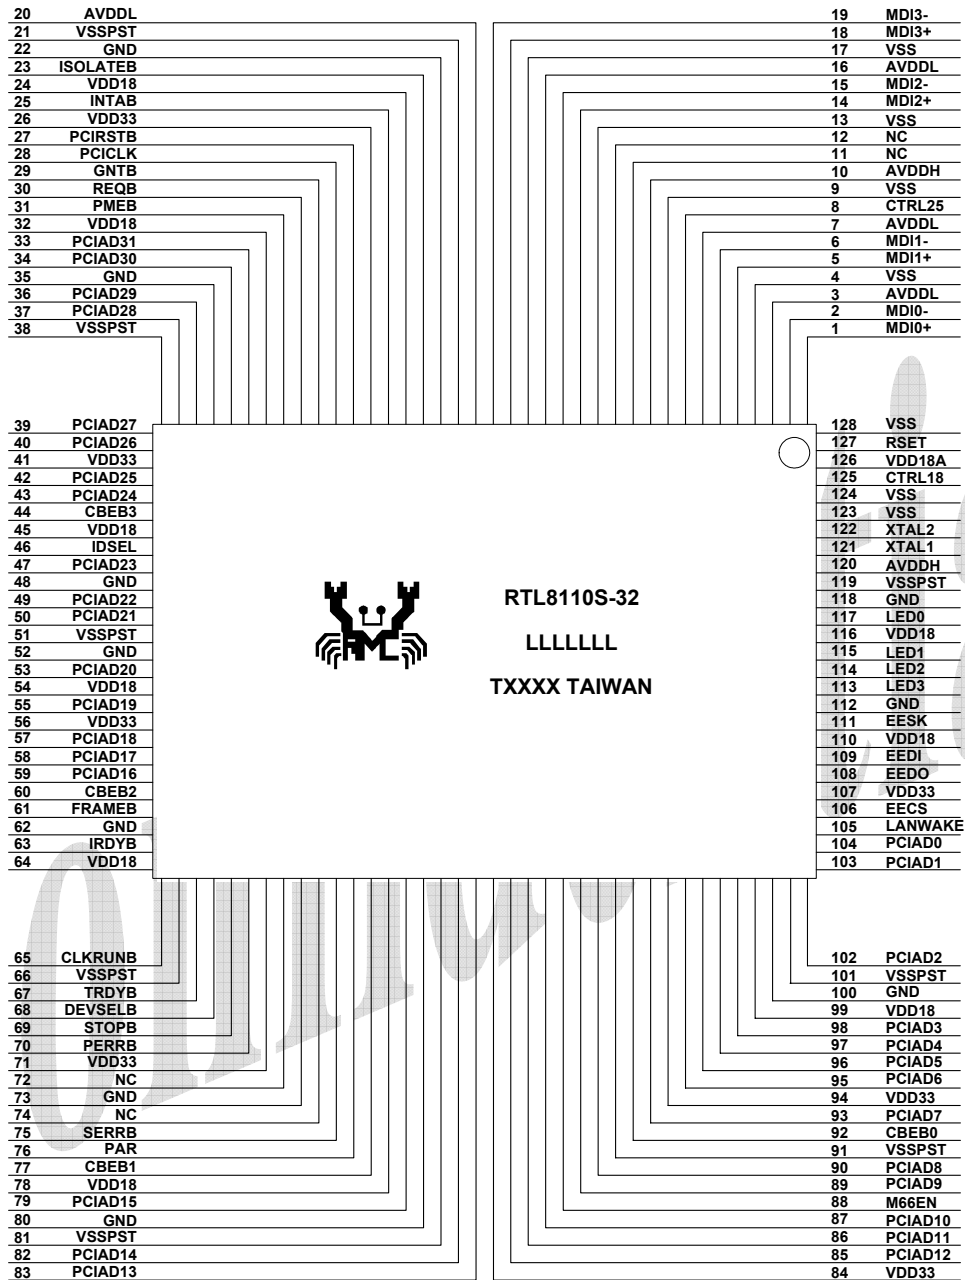 20 AVDDL
21 VSSPST
22 GND
23 ISOLATEB
24 VDD18
25 INTAB
26 VDD33
27 PCIRSTB
28 PCICLK
29 GNTB
30 REQB
31 PMEB
32 VDD18
33 PCIAD31
34 PCIAD30
35 GND
36 PCIAD29
37 PCIAD28
38 VSSPST
19 MDI3-
18 MDI3+
17 VSS
16 AVDDL
15 MDI2-
14 MDI2+
13 VSS
12 NC
11 NC
10 AVDDH
9 VSS
8 CTRL25
7 AVDDL
6 MDI1-
5 MDI1+
4 VSS
3 AVDDL
2 MDI0-
1 MDI0+
39 PCIAD27
40 PCIAD26
41 VDD33
42 PCIAD25
43 PCIAD24
44 CBEB3
45 VDD18
46 IDSEL
47 PCIAD23
48 GND
49 PCIAD22
50 PCIAD21
51 VSSPST
52 GND
53 PCIAD20
54 VDD18
55 PCIAD19
56 VDD33
57 PCIAD18
58 PCIAD17
59 PCIAD16
60 CBEB2
61 FRAMEB
62 GND
63 IRDYB
64 VDD18
RTL8110S-32
LLLLLLL
TXXXX TAIWAN
128 VSS
127 RSET
126 VDD18A
125 CTRL18
124 VSS
123 VSS
122 XTAL2
121 XTAL1
120 AVDDH
119 VSSPST
118 GND
117 LED0
116 VDD18
115 LED1
114 LED2
113 LED3
112 GND
111 EESK
110 VDD18
109 EEDI
108 EEDO
107 VDD33
106 EECS
105 LANWAKE
104 PCIAD0
103 PCIAD1
65 CLKRUNB
66 VSSPST
67 TRDYB
68 DEVSELB
69 STOPB
70 PERRB
71 VDD33
72 NC
73 GND
74 NC
75 SERRB
76 PAR
77 CBEB1
78 VDD18
79 PCIAD15
80 GND
81 VSSPST
82 PCIAD14
83 PCIAD13
102 PCIAD2
101 VSSPST
100 GND
99 VDD18
98 PCIAD3
97 PCIAD4
96 PCIAD5
95 PCIAD6
94 VDD33
93 PCIAD7
92 CBEB0
91 VSSPST
90 PCIAD8
89 PCIAD9
88 M66EN
87 PCIAD10
86 PCIAD11
85 PCIAD12
84 VDD33